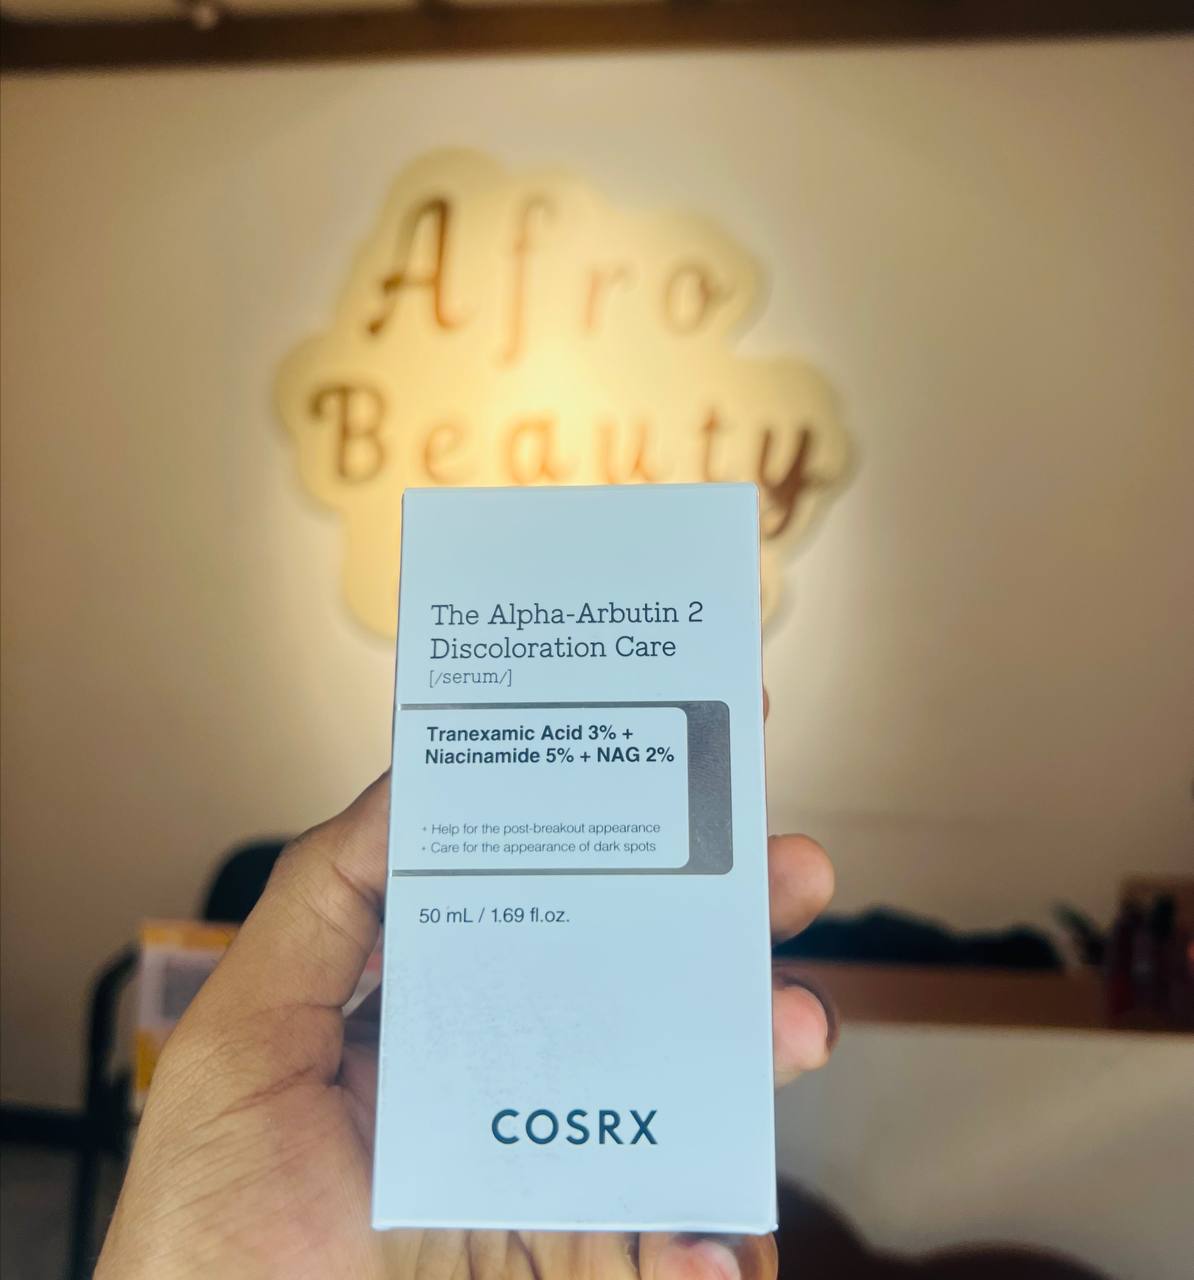 Afro
Beauty
The Alpha-Arbutin 2
Discoloration Care
[/serum/]
Tranexamic Acid 3% +
Niacinamide 5% + NAG 2%
+ Help for the post-breakout appearance
+ Care for the appearance of dark spots
50 mL / 1.69 fl.oz.
COSRX